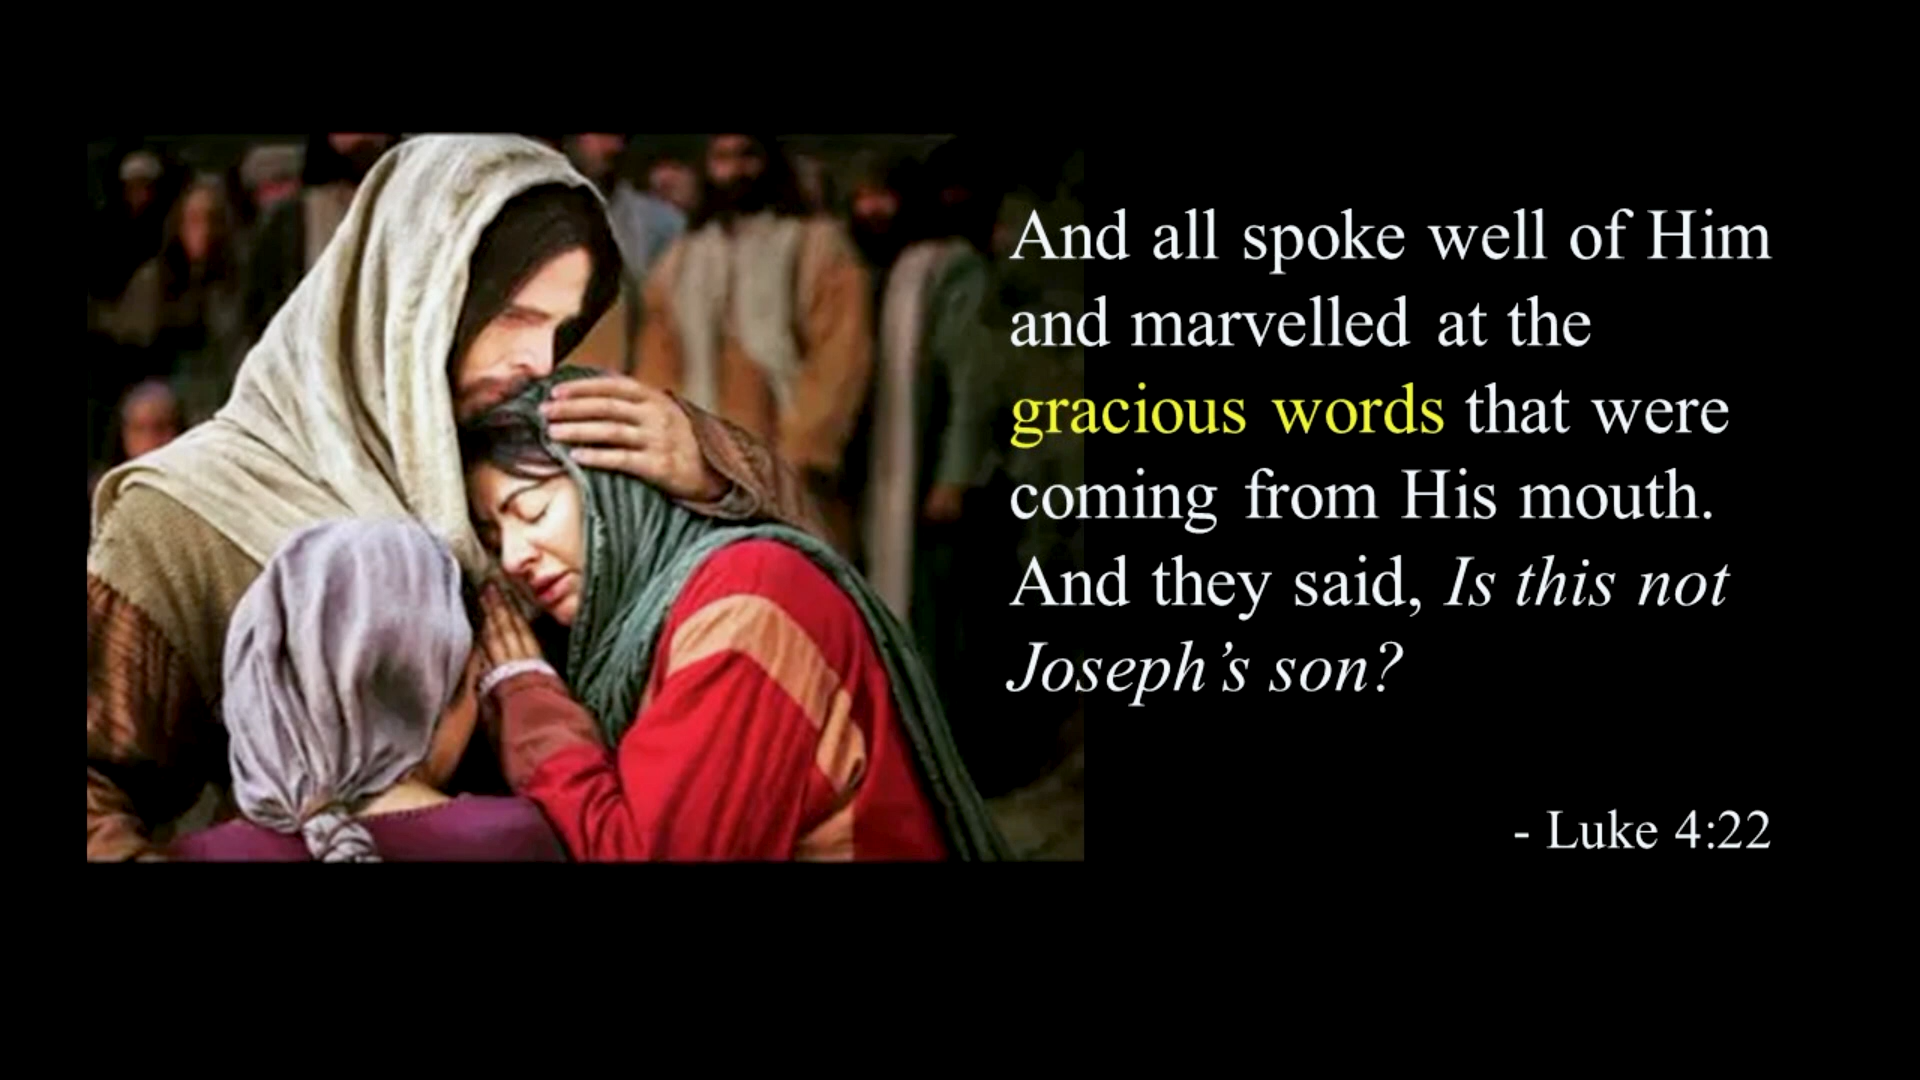 And all spoke well of Him
and marvelled at the
gracious words that were
coming from His mouth.
And they said, Is this not
Joseph’s son?
- Luke 4:22